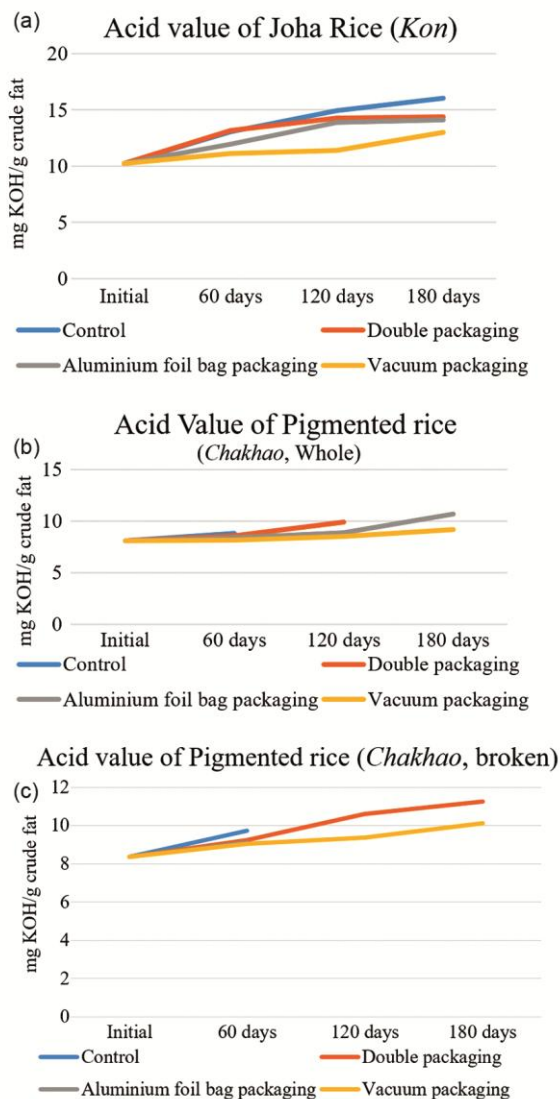 (a)
Acid value of Joha Rice (Kon)
mg KOH/g crude fat
20
15
10
5
0
Initial 60 days 120 days 180 days
Control Double packaging
Aluminium foil bag packaging Vacuum packaging
(b)
Acid Value of Pigmented rice
(Chakhao, Whole)
mg KOH/g crude fat
15
10
5
0
Initial 60 days 120 days 180 days
Control Double packaging
Aluminium foil bag packaging Vacuum packaging
Acid value of Pigmented rice (Chakhao, broken)
(c)
mg KOH/g crude fat
12
10
8
6
4
2
0
Initial 60 days 120 days 180 days
Control Double packaging
Aluminium foil bag packaging Vacuum packaging